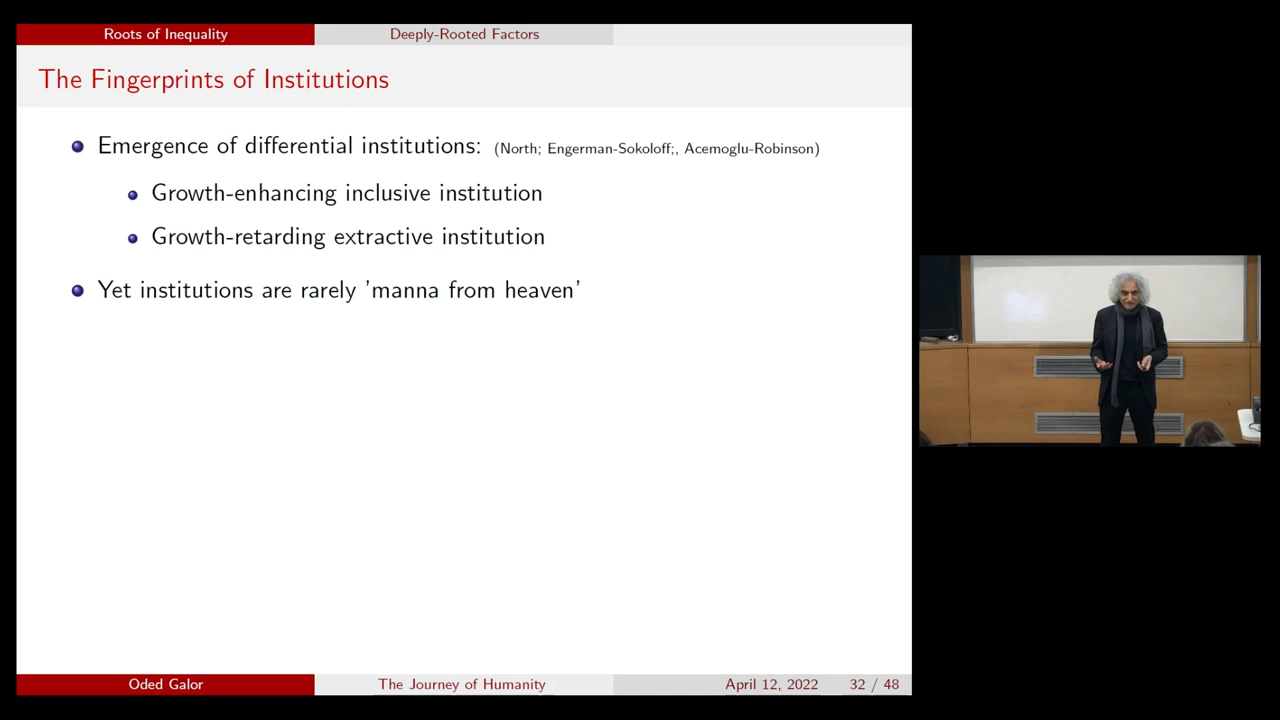 Roots of Inequality Deeply-Rooted Factors
The Fingerprints of Institutions
Emergence of differential institutions: (North; Engerman-Sokoloff;, Acemoglu-Robinson)
Growth-enhancing inclusive institution
Growth-retarding extractive institution
Yet institutions are rarely 'manna from heaven'
Oded Galor The Journey of Humanity April 12, 2022 32 / 48